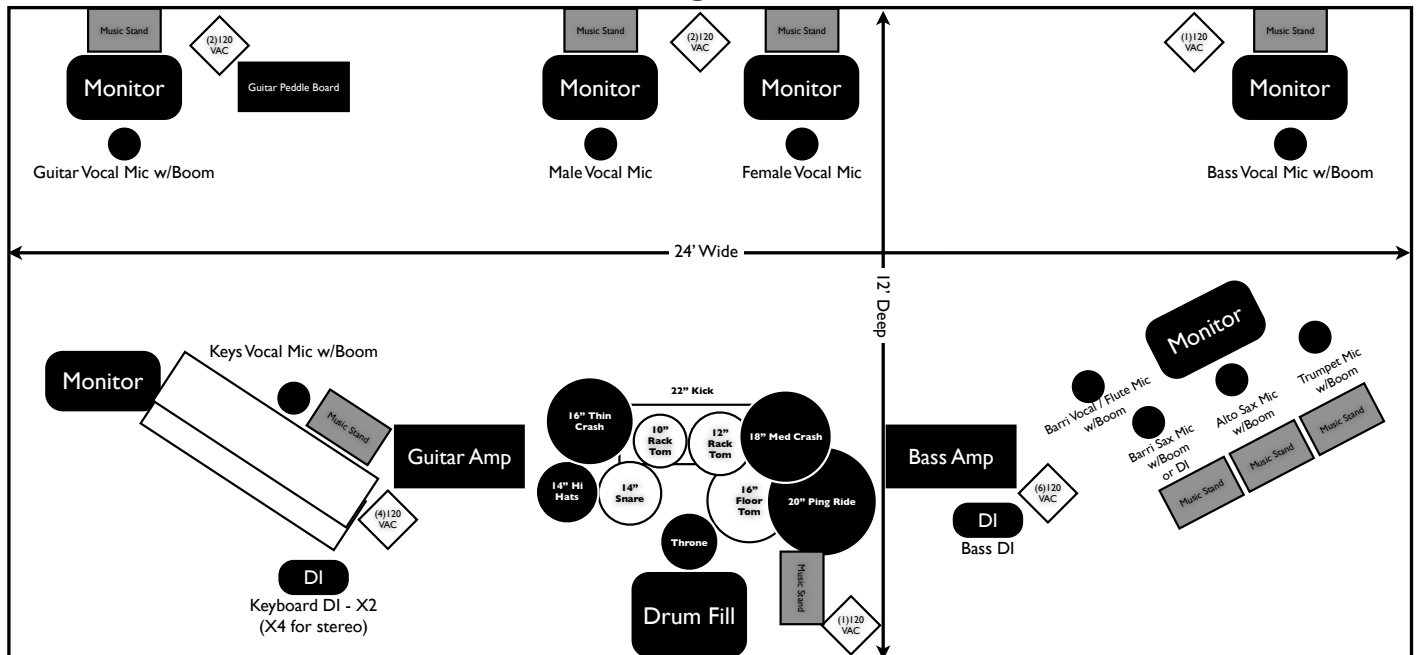 Music Stand
(2)120
VAC
Music Stand
(2)120
VAC
Music Stand
(1)120
VAC
Music Stand
Monitor
Guitar Peddle Board
Monitor
Monitor
Monitor
Guitar Vocal Mic w/Boom
Male Vocal Mic
Female Vocal Mic
Bass Vocal Mic w/Boom
24' Wide
12' Deep
Monitor
Keys Vocal Mic w/Boom
Music Stand
Guitar Amp
(4)120
VAC
DI
Keyboard DI - X2
(X4 for stereo)
22" Kick
16" Thin
Crash
10"
Rack
Tom
12"
Rack
Tom
18" Med Crash
14" Hi
Hats
14"
Snare
16"
Floor
Tom
20" Ping Ride
Throne
Drum Fill
Music Stand
(1)120
VAC
Bass Amp
(6)120
VAC
DI
Bass DI
Monitor
Barri Vocal / Flute Mic
w/Boom
Barri Sax Mic
w/Boom
or DI
Alto Sax Mic
w/Boom
Trumpet Mic
w/Boom
Music Stand
Music Stand
Music Stand